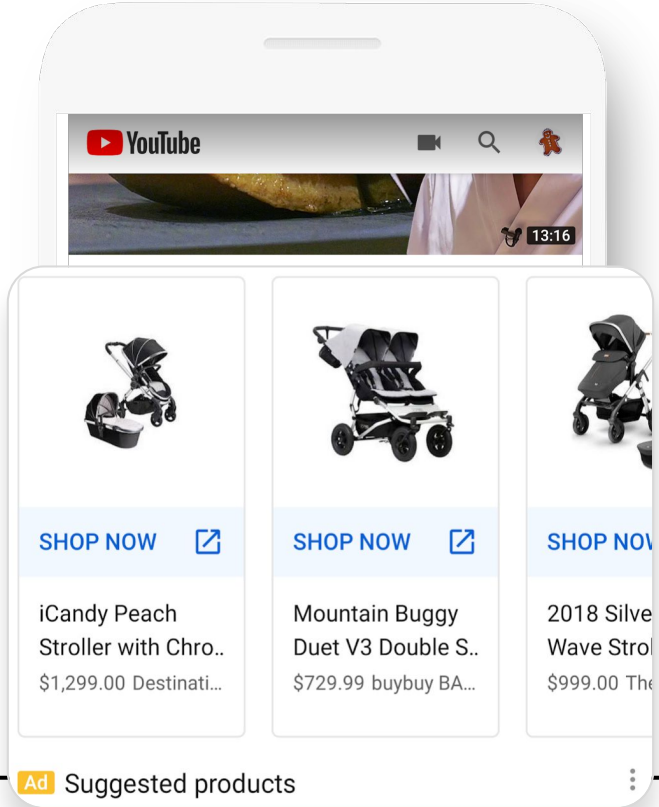 YouTube
13:16
SHOP NOW
iCandy Peach
Stroller with Chro..
$1,299.00 Destinati...
SHOP NOW
Mountain Buggy
Duet V3 Double S..
$729.99 buybuy BA...
SHOP NOW
2018 Silve
Wave Strol
$999.00 The
Ad Suggested products